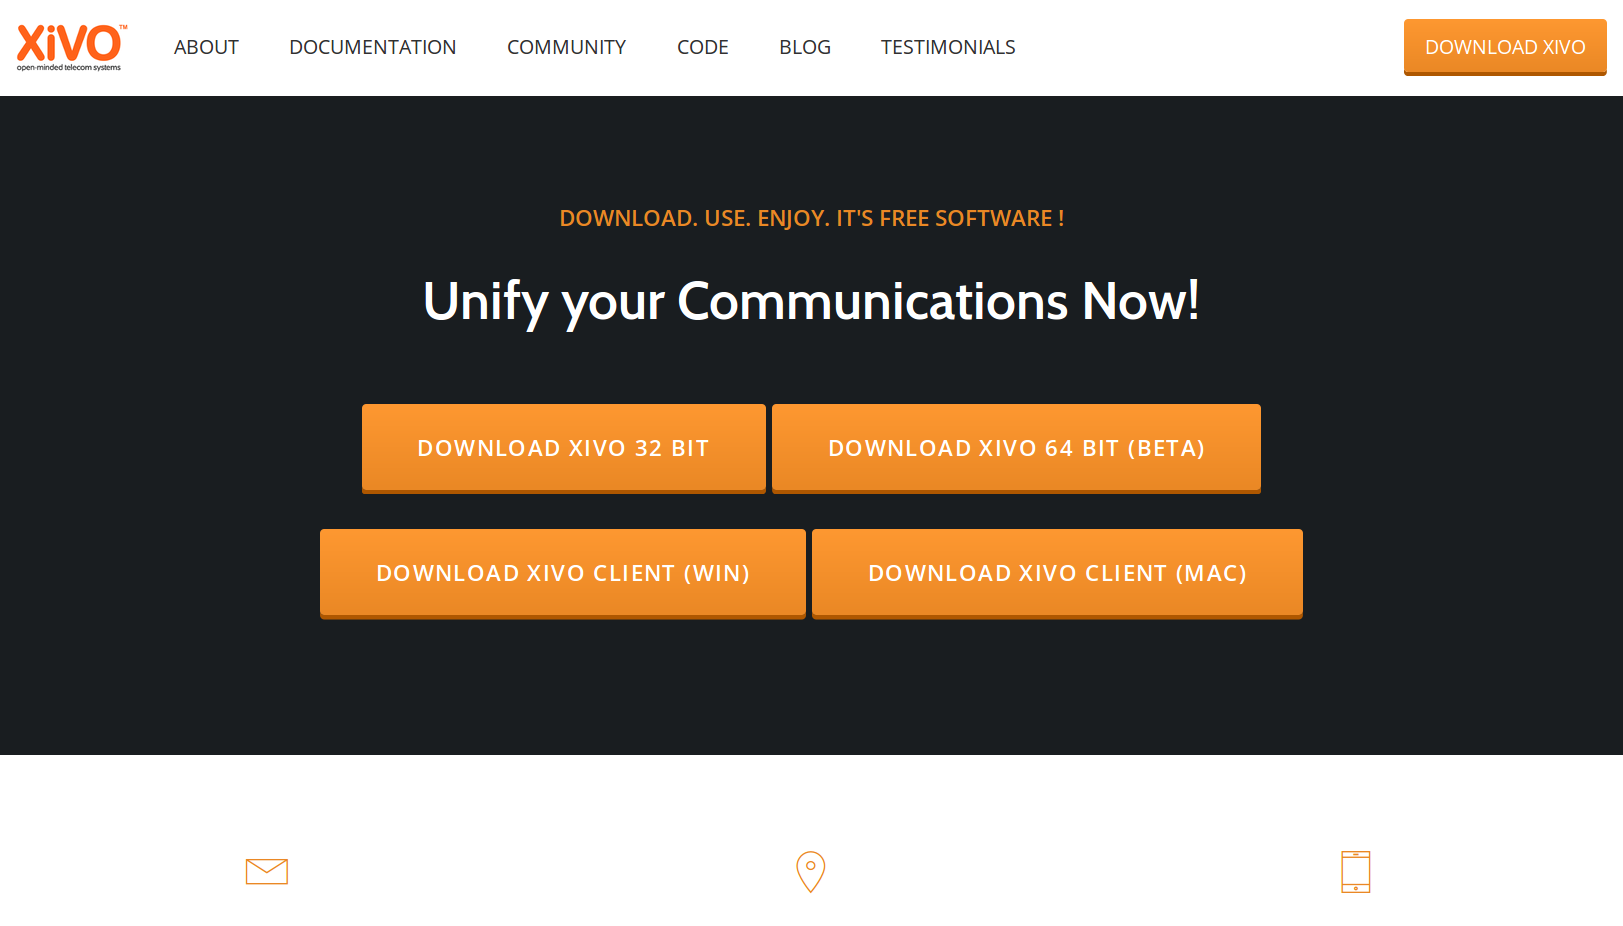 XiVO™
open-minded telecom systems
ABOUT
DOCUMENTATION
COMMUNITY
CODE
BLOG
TESTIMONIALS
DOWNLOAD XIVO
DOWNLOAD. USE. ENJOY. IT'S FREE SOFTWARE !
Unify your Communications Now!
DOWNLOAD XIVO 32 BIT
DOWNLOAD XIVO 64 BIT (BETA)
DOWNLOAD XIVO CLIENT (WIN)
DOWNLOAD XIVO CLIENT (MAC)